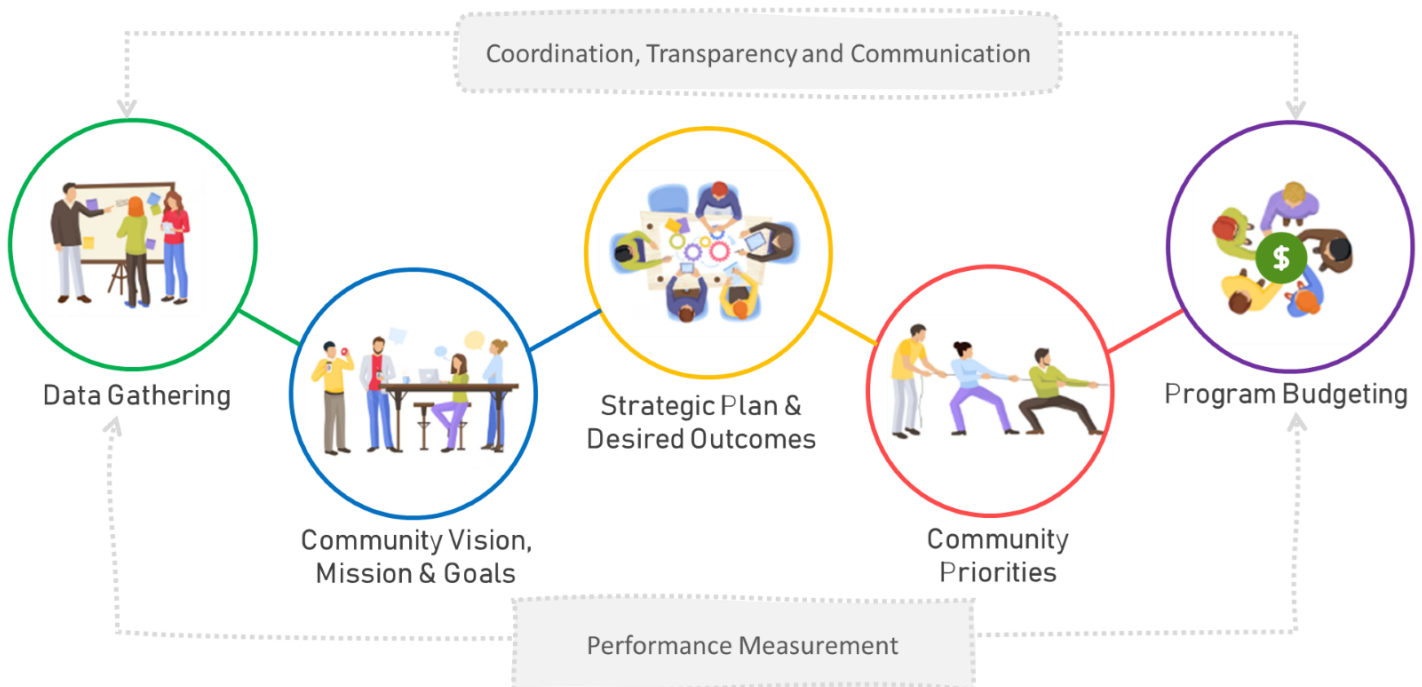 Coordination, Transparency and Communication
$
Data Gathering
Program Budgeting
Strategic Plan &
Desired Outcomes
Community Vision,
Mission & Goals
Community
Priorities
Performance Measurement